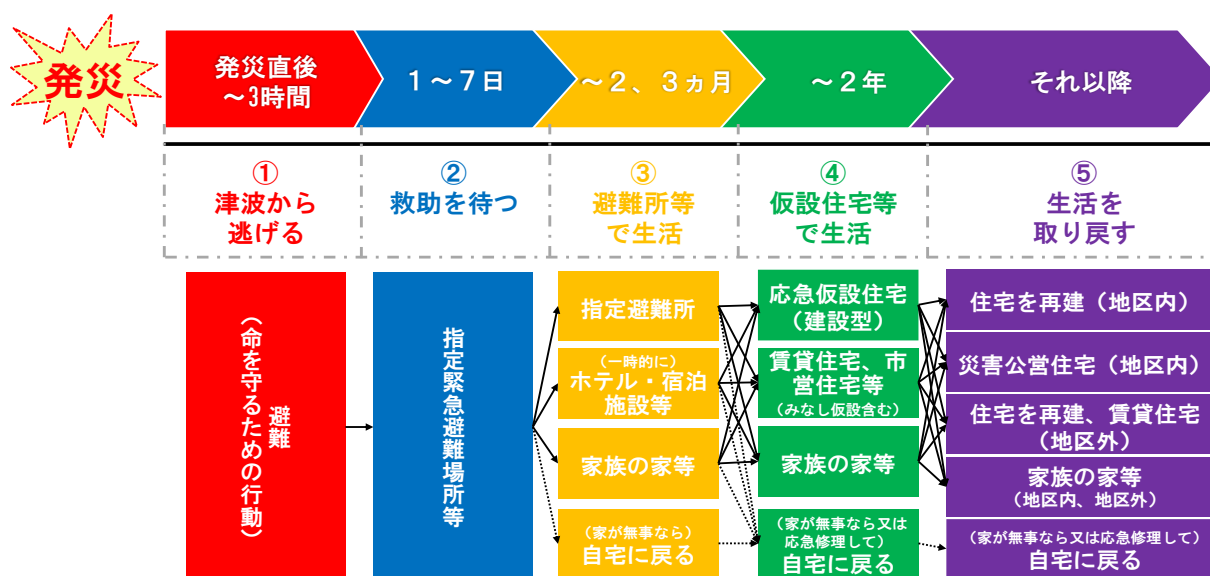 発災
発災直後
～3時間
１～７日
～２、３ヵ月
～２年
それ以降
①
津波から
逃げる
②
救助を待つ
③
避難所等
で生活
④
仮設住宅等
で生活
⑤
生活を
取り戻す
避難
（命を守るための行動）
指定緊急避難場所等
指定避難所
(一時的に)
ホテル・宿泊
施設等
家族の家等
(家が無事なら)
自宅に戻る
応急仮設住宅
（建設型）
賃貸住宅、市
営住宅等
(みなし仮設含む)
家族の家等
(家が無事なら又は
応急修理して)
自宅に戻る
住宅を再建（地区内）
災害公営住宅（地区内）
住宅を再建、賃貸住宅
（地区外）
家族の家等
(地区内、地区外)
(家が無事なら又は応急修理して)
自宅に戻る